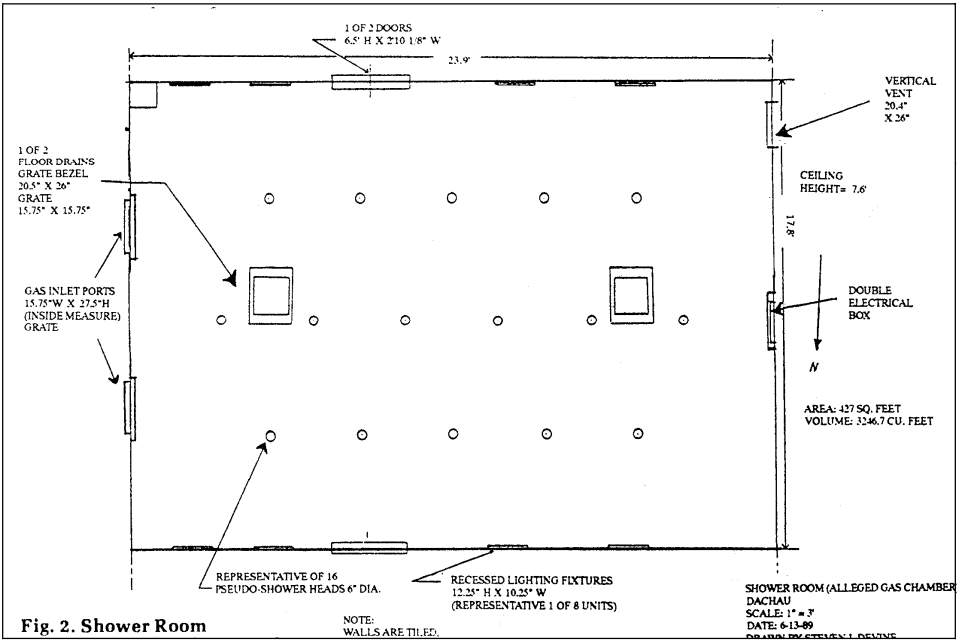 1 OF 2 DOORS
6.5' H X 2'10 1/8" W
23.9'
VERTICAL
VENT
20.4"
X 26"
1 OF 2
FLOOR DRAINS
GRATE BEZEL
20.5" X 26"
GRATE
15.75" X 15.75"
CEILING
HEIGHT= 7.6'
17.8'
GAS INLET PORTS
15.75"W X 27.5"H
(INSIDE MEASURE)
GRATE
DOUBLE
ELECTRICAL
BOX
N
AREA: 427 SQ. FEET
VOLUME: 3246.7 CU. FEET
REPRESENTATIVE OF 16
PSEUDO-SHOWER HEADS 6" DIA.
RECESSED LIGHTING FIXTURES
12.25" H X 10.25" W
(REPRESENTATIVE 1 OF 8 UNITS)
SHOWER ROOM (ALLEGED GAS CHAMBER
DACHAU
SCALE: 1" = 3'
DATE: 6-13-89
DRAWN BY STEVEN J. DEVINE
NOTE:
WALLS ARE TILED.
Fig. 2. Shower Room